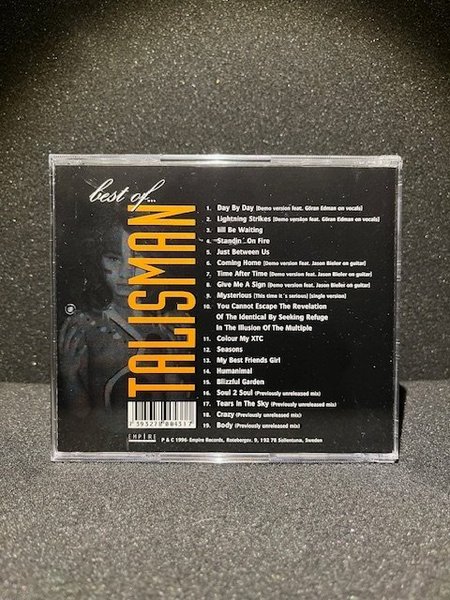 best of...
TALISMAN
1. Day By Day (Demo version feat. Göran Edman on vocals)
2. Lightning Strikes (Demo version feat. Göran Edman on vocals)
3. Iill Be Waiting
4. Standin´ On Fire
5. Just Between Us
6. Coming Home (Demo version feat. Jason Bieler on guitar)
7. Time After Time (Demo version feat. Jason Bieler on guitar)
8. Give Me A Sign (Demo version feat. Jason Bieler on guitar)
9. Mysterious (This time it´s serious) (single version)
10. You Cannot Escape The Revelation
Of The Identical By Seeking Refuge
In The Illusion Of The Multiple
11. Colour My XTC
12. Seasons
13. My Best Friends Girl
14. Humanimal
15. Blizzful Garden
16. Soul 2 Soul (Previously unreleased mix)
17. Tears In The Sky (Previously unreleased mix)
18. Crazy (Previously unreleased mix)
19. Body (Previously unreleased mix)
EMPIRE
P & C 1996 Empire Records, Rotebergsv. 9, 192 78 Sollentuna, Sweden